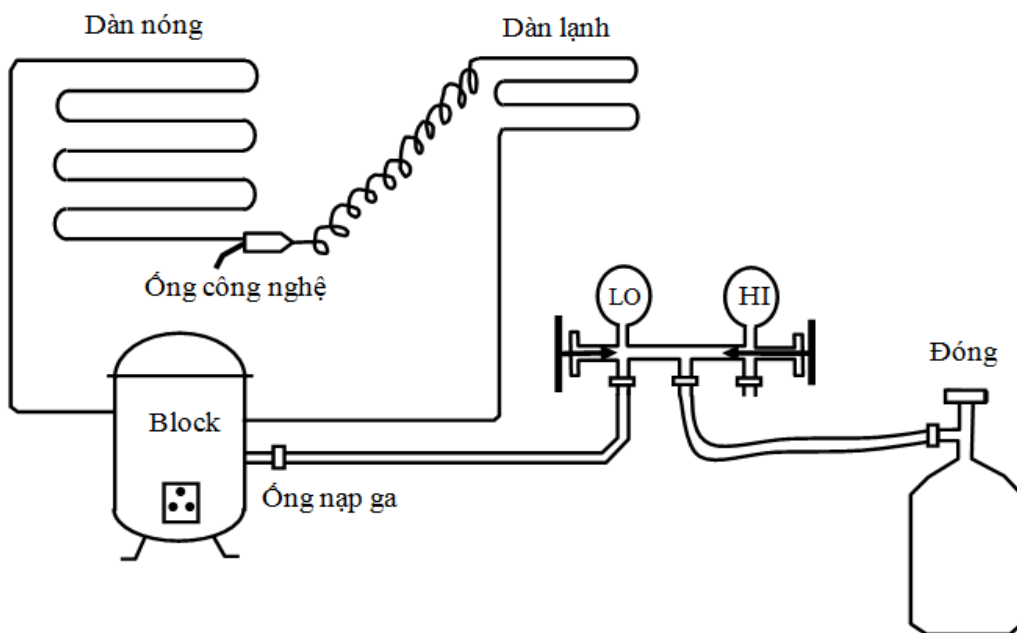 Dàn nóng
Dàn lạnh
Ống công nghệ
LO
HI
Đóng
Block
Ống nạp ga